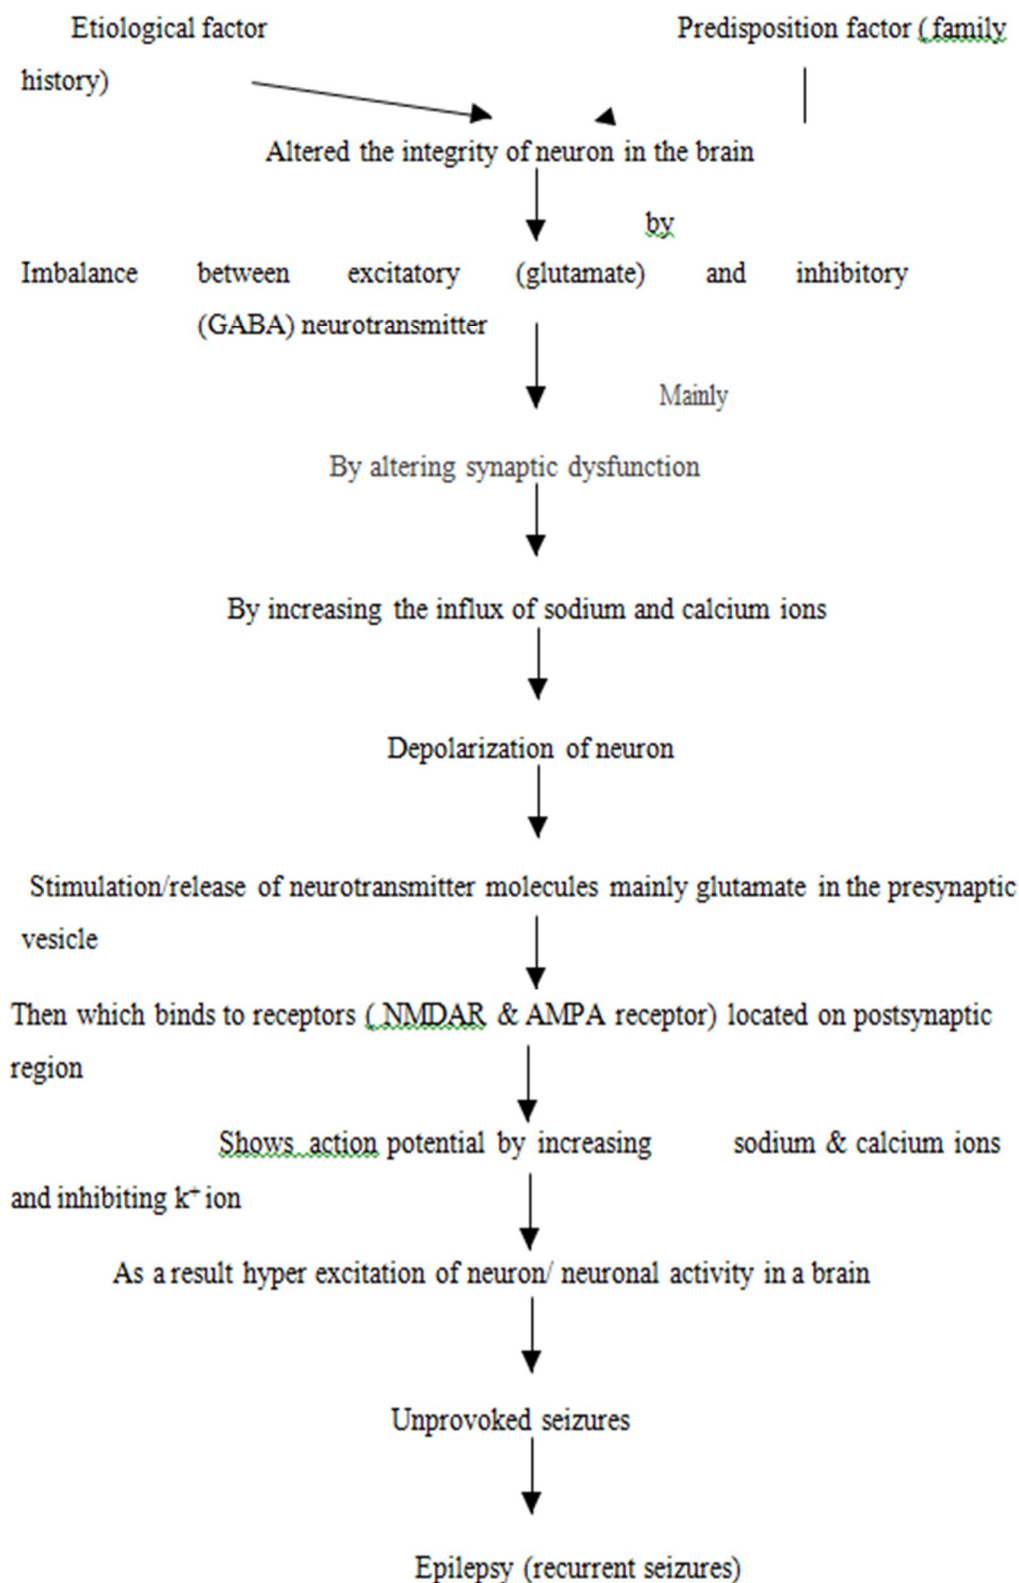 Etiological factor Predisposition factor ( family
history)
Altered the integrity of neuron in the brain
by
Imbalance between excitatory (glutamate) and inhibitory
(GABA) neurotransmitter
Mainly
By altering synaptic dysfunction
By increasing the influx of sodium and calcium ions
Depolarization of neuron
Stimulation/release of neurotransmitter molecules mainly glutamate in the presynaptic
vesicle
Then which binds to receptors ( NMDAR & AMPA receptor) located on postsynaptic
region
Shows action potential by increasing sodium & calcium ions
and inhibiting k⁺ ion
As a result hyper excitation of neuron/ neuronal activity in a brain
Unprovoked seizures
Epilepsy (recurrent seizures)